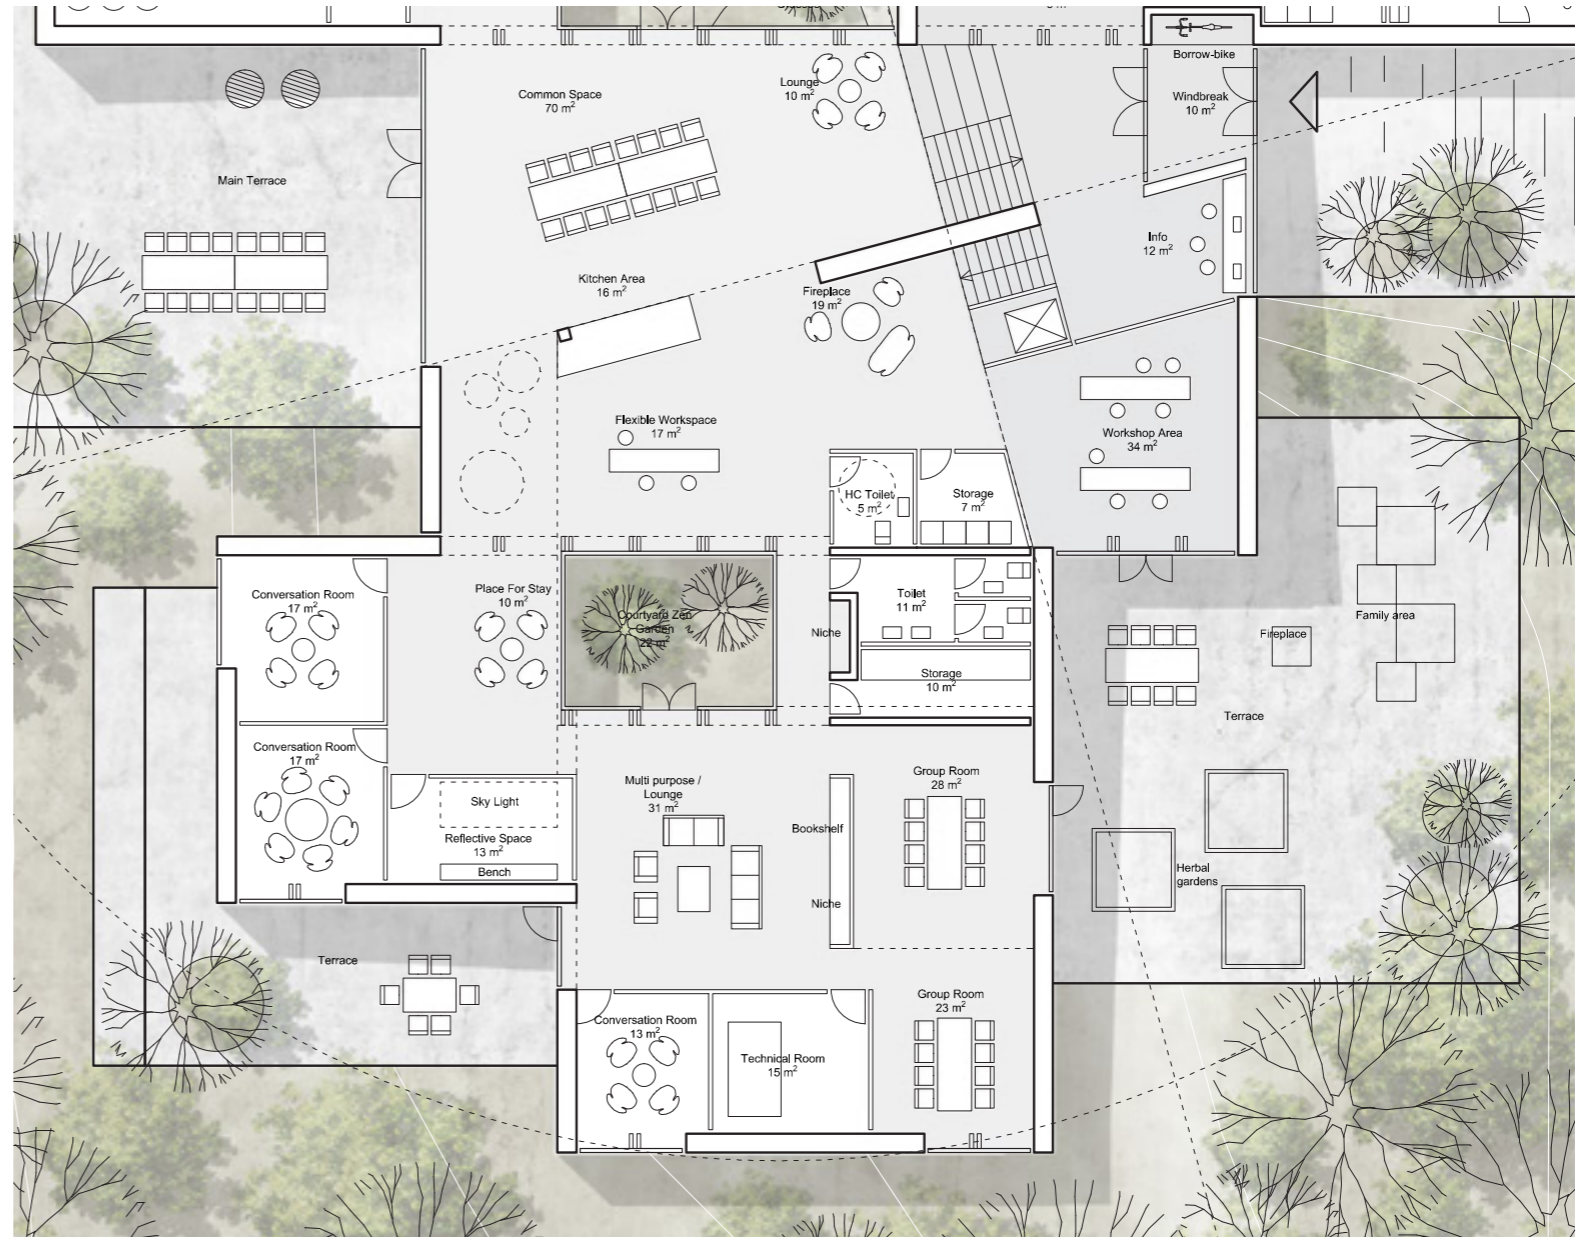 Borrow-bike
Common Space
70 m²
Lounge
10 m²
Windbreak
10 m²
Main Terrace
Info
12 m²
Kitchen Area
16 m²
Fireplace
19 m²
Flexible Workspace
17 m²
Workshop Area
34 m²
HC Toilet
5 m²
Storage
7 m²
Conversation Room
17 m²
Place For Stay
10 m²
Courtyard Zen
Garden
22 m²
Niche
Toilet
11 m²
Storage
10 m²
Fireplace
Family area
Terrace
Conversation Room
17 m²
Sky Light
Reflective Space
13 m²
Bench
Multi purpose /
Lounge
31 m²
Bookshelf
Niche
Group Room
28 m²
Herbal
gardens
Terrace
Conversation Room
13 m²
Technical Room
15 m²
Group Room
23 m²